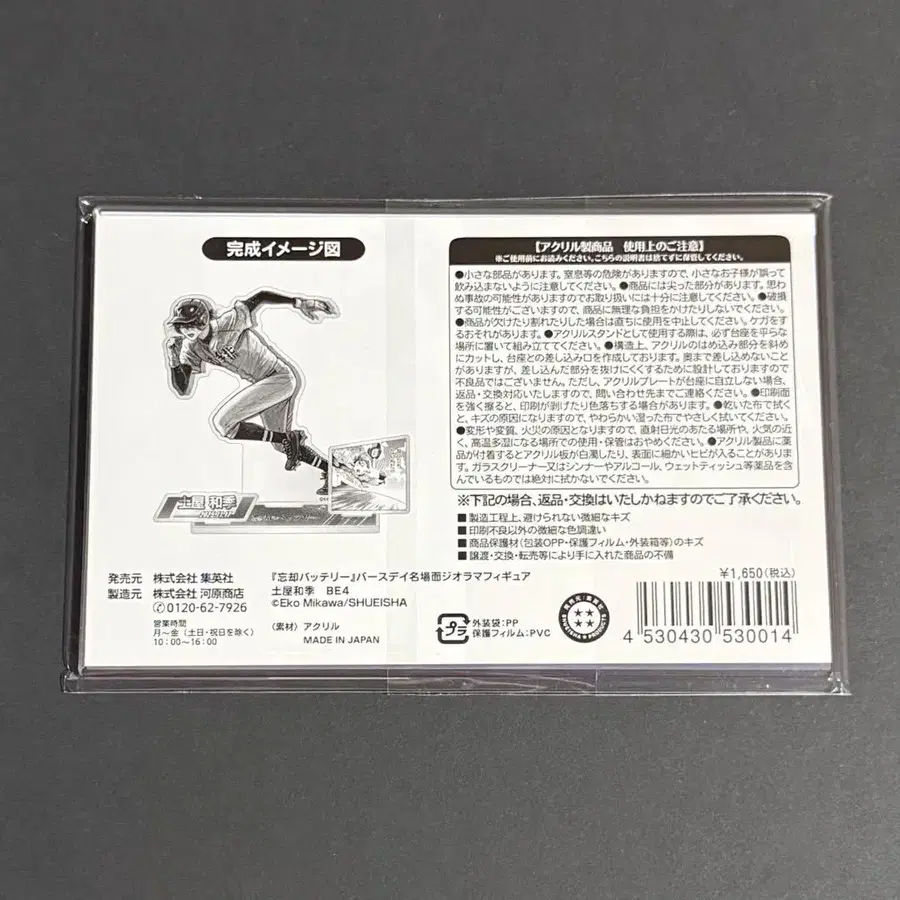 完成イメージ図
土屋 和季
【アクリル製商品 使用上のご注意】
※ご使用前にお読みください。こちらの説明書は捨てずに保管してください。
●小さな部品があります。窒息等の危険がありますので、小さなお子様が誤って
飲み込まないように注意してください。●商品には尖った部分があります。思わ
ぬ事故の可能性がありますのでお取り扱いには十分に注意してください。●破損
する可能性がございますので、商品に無理な負担をかけたりしないでください。
●商品が欠けたり割れたりした場合は直ちに使用を中止してください。ケガをす
るおそれがあります。●アクリルスタンドとして使用する際は、必ず台座を平らな
場所に置いて組み立ててください。●構造上、アクリルのはめ込み部分を斜め
にカットし、台座との差し込み口を作成しております。奥まで差し込めないことが
ありますが、差し込んだ部分を抜けにくくするために設計しておりますので
不良品ではございません。ただし、アクリルプレートが台座に自立しない場合、
返品・交換対応いたしますので、問い合わせ先までご連絡ください。●印刷面
を強く擦ると、印刷が剥げたり色落ちする場合があります。●乾いた布で拭く
と、キズの原因になりますので、やわらかい湿った布でやさしく拭いてください。
●変形や変質、火災の原因となりますので、直射日光のあたる場所や、火気の近
く、高温多湿になる場所での使用・保管はおやめください。●アクリル製品に薬
品が付着するとアクリル板が白濁したり、表面に細かいヒビが入ることがありま
す。ガラスクリーナー又はシンナーやアルコール、ウェットティッシュ等薬品を含
んでいるものでは絶対に拭かないでください。
※下記の場合、返品・交換はいたしかねますのでご了承ください。
■製造工程上、避けられない微細なキズ
■印刷不良以外の微細な色調違い
■商品保護材（包装OPP・保護フィルム・外装箱等）のキズ
■譲渡・交換・転売等により手に入れた商品の不備
発売元 株式会社 集英社
製造元 株式会社 河原商店
0120-62-7926
営業時間
月〜金（土日・祝日を除く）
10：00〜16：00
『忘却バッテリー』バースデイ名場面ジオラマフィギュア
土屋和季 BE4
©Eko Mikawa/SHUEISHA
〈素材〉アクリル
MADE IN JAPAN
プラ
外装袋：PP
保護フィルム：PVC
SHUEISHA PRODUCTS
¥1,650（税込）
4 530430 530014